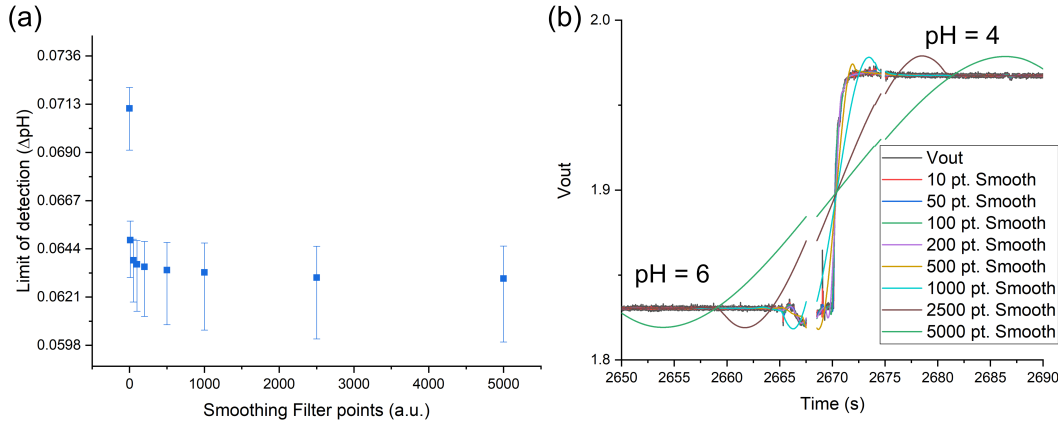 (a)
0.0736
0.0713
0.0690
0.0667
0.0644
0.0621
0.0598
Limit of detection (ΔpH)
0 1000 2000 3000 4000 5000
Smoothing Filter points (a.u.)
(b)
2.0
1.9
1.8
Vout
pH = 4
pH = 6
Vout
10 pt. Smooth
50 pt. Smooth
100 pt. Smooth
200 pt. Smooth
500 pt. Smooth
1000 pt. Smooth
2500 pt. Smooth
5000 pt. Smooth
2650 2655 2660 2665 2670 2675 2680 2685 2690
Time (s)